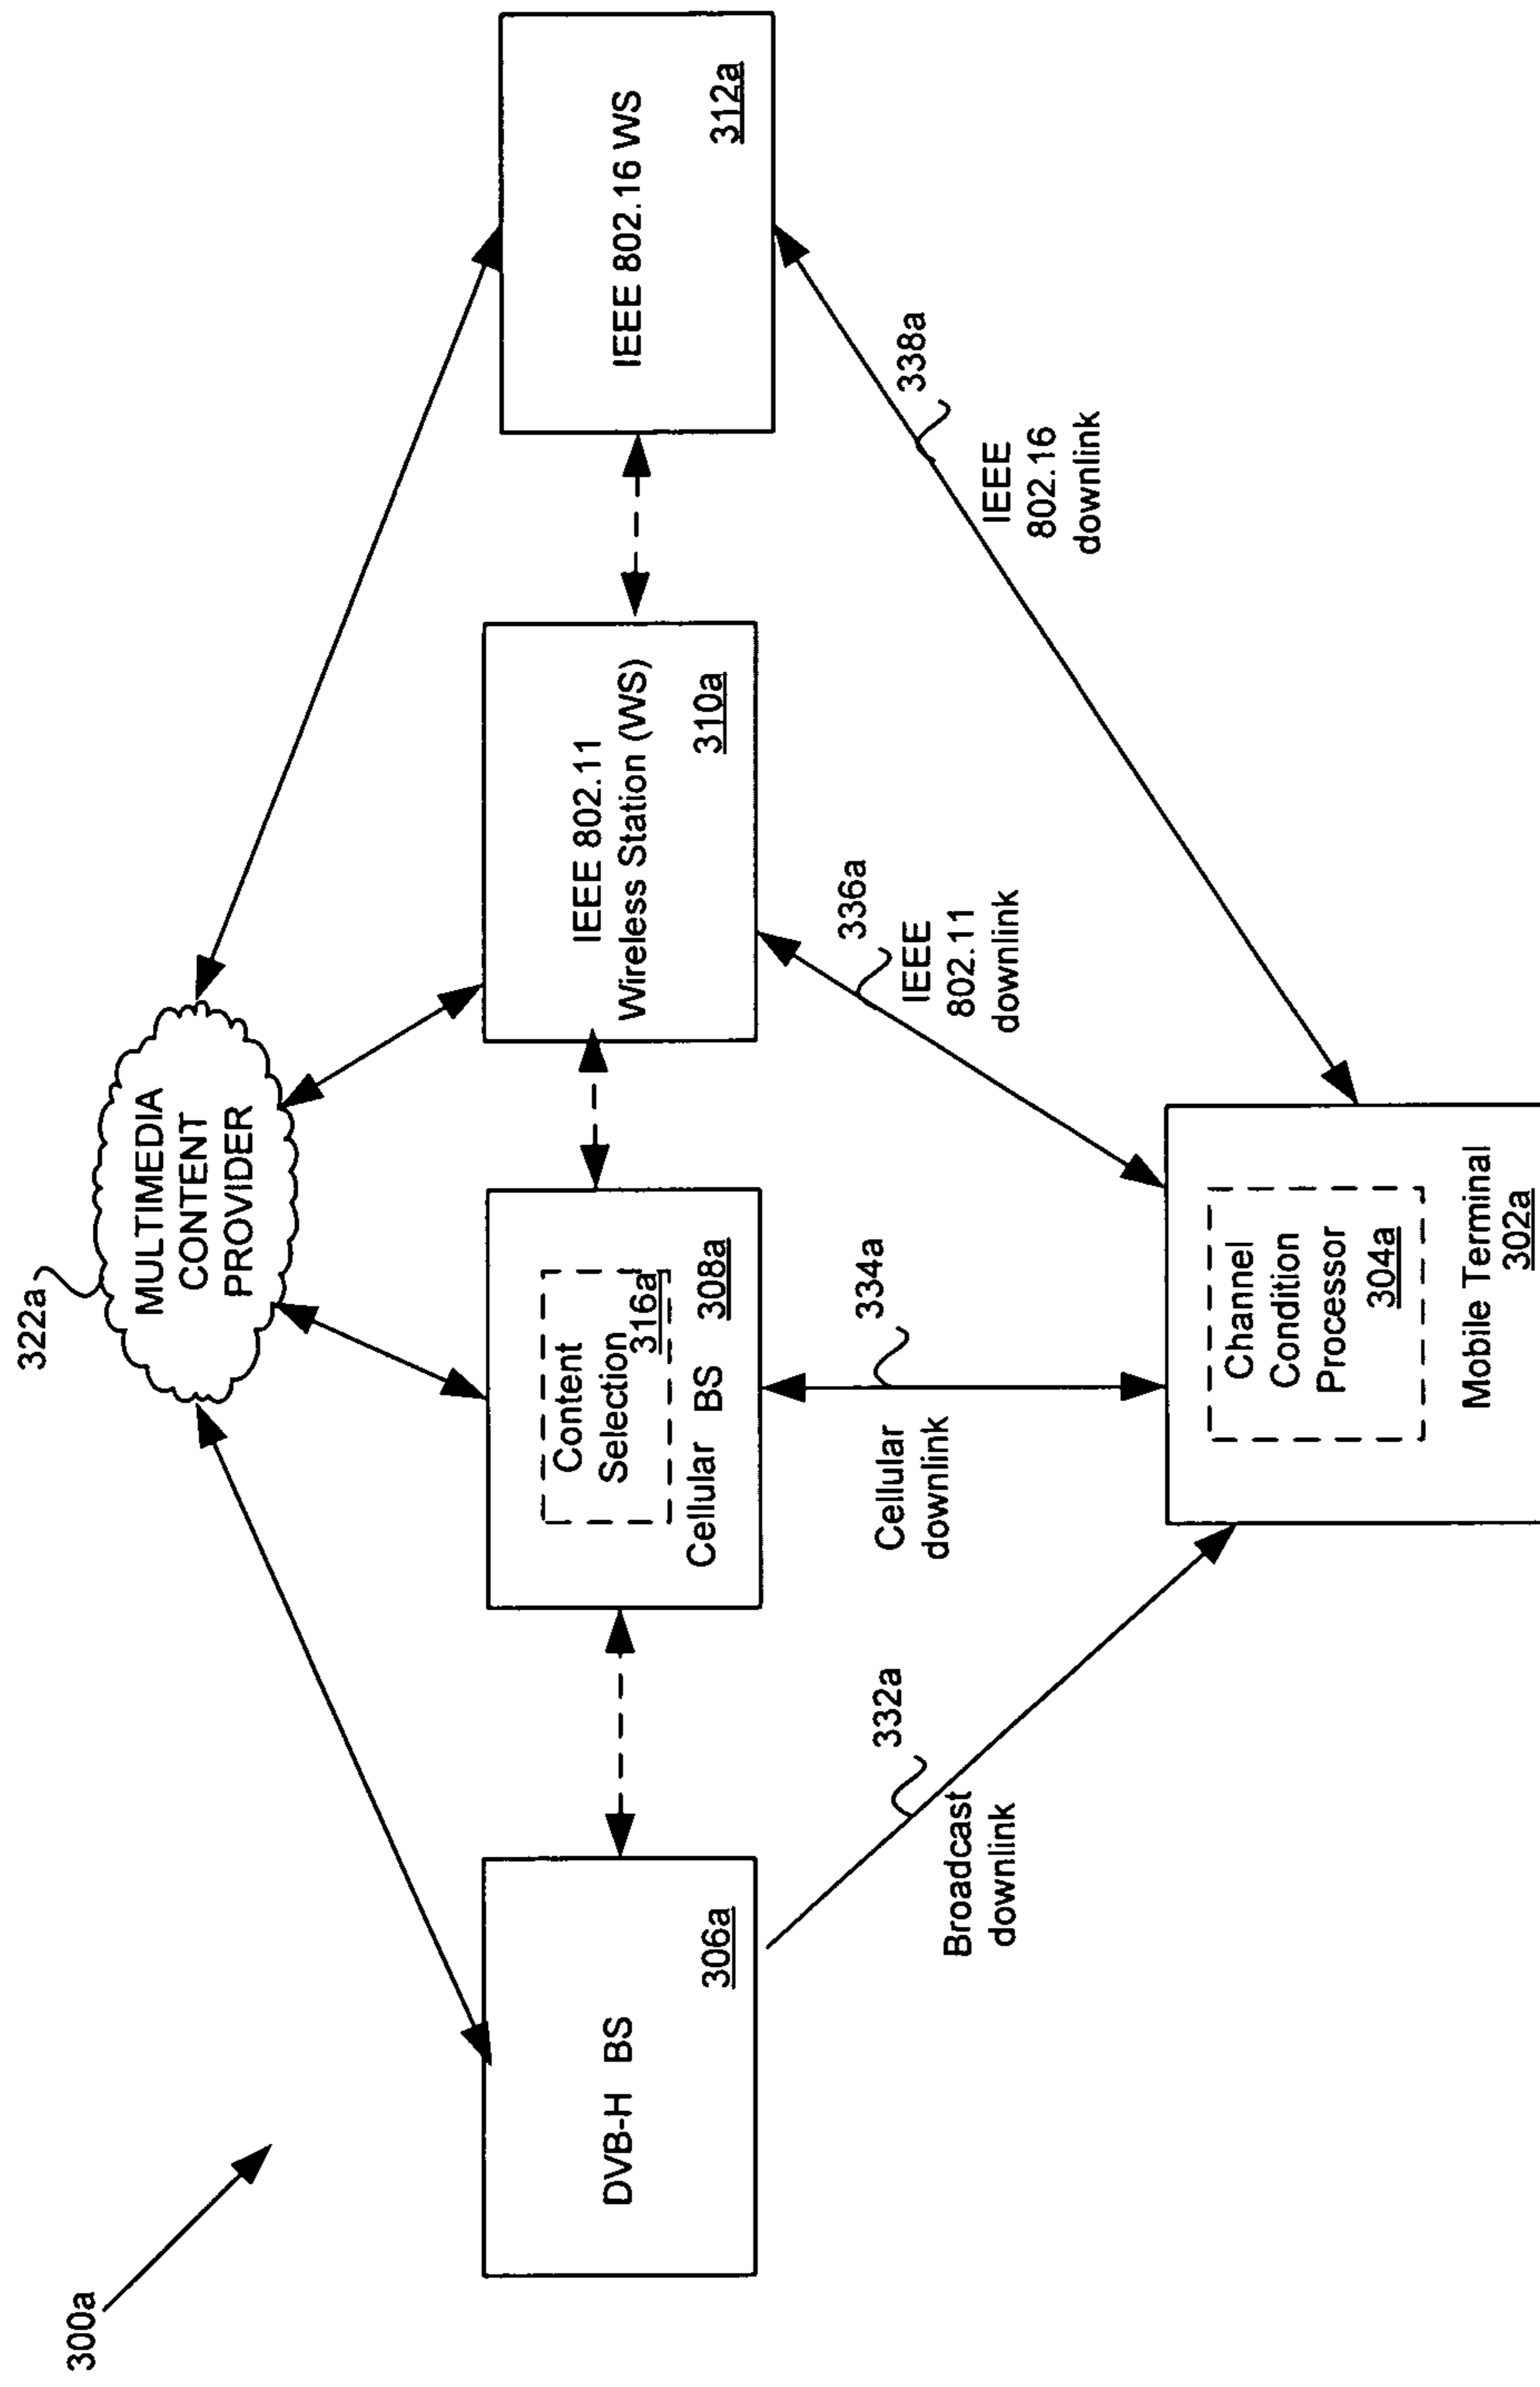 300a
322a
MULTIMEDIA
CONTENT
PROVIDER
DVB-H BS
306a
Content
Selection
316a
Cellular BS
308a
IEEE 802.11
Wireless Station (WS)
310a
IEEE 802.16 WS
312a
332a
Broadcast
downlink
334a
Cellular
downlink
336a
IEEE
802.11
downlink
338a
IEEE
802.16
downlink
Channel
Condition
Processor
304a
Mobile Terminal
302a